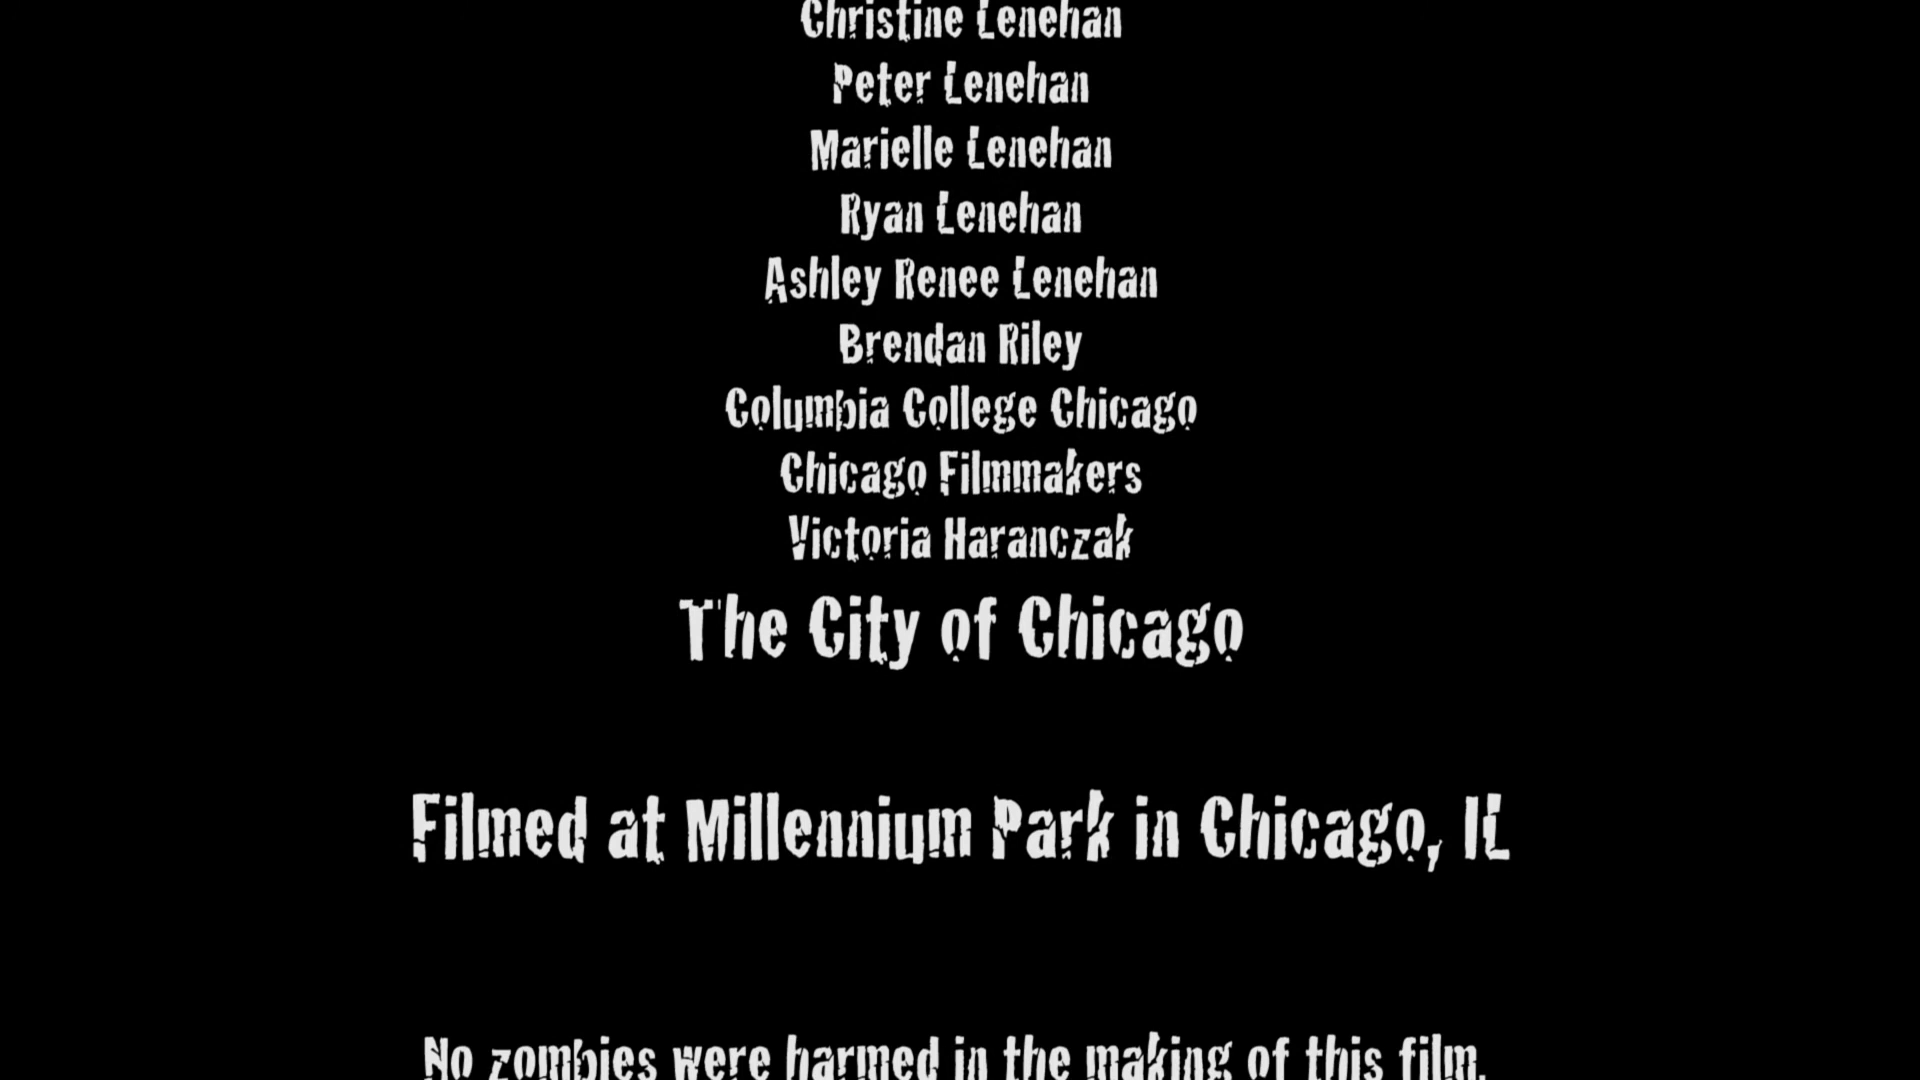 Christine Lenehan
Peter Lenehan
Marielle Lenehan
Ryan Lenehan
Ashley Renee Lenehan
Brendan Riley
Columbia College Chicago
Chicago Filmmakers
Victoria Haranczak
The City of Chicago
Filmed at Millennium Park in Chicago, IL
No zombies were harmed in the making of this film.